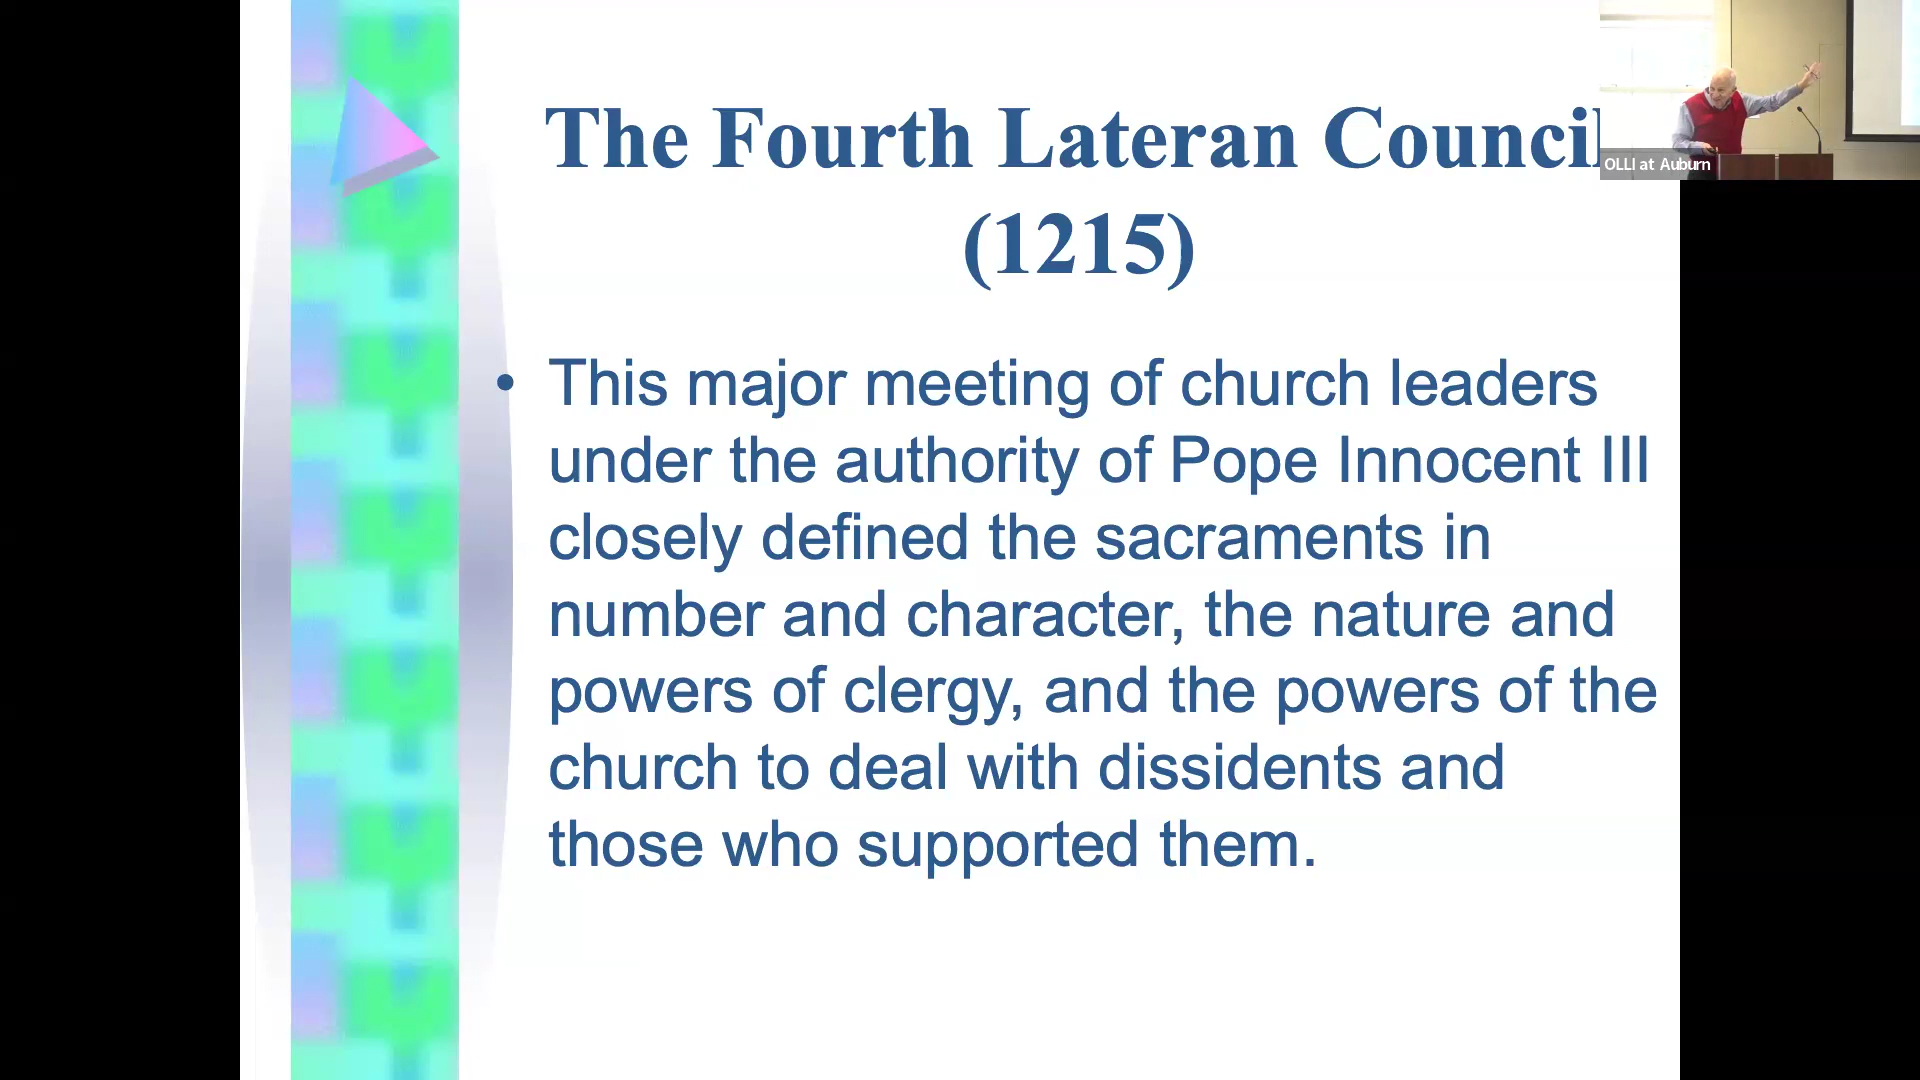 The Fourth Lateran Council
(1215)
• This major meeting of church leaders
under the authority of Pope Innocent III
closely defined the sacraments in
number and character, the nature and
powers of clergy, and the powers of the
church to deal with dissidents and
those who supported them.
OLLI at Auburn